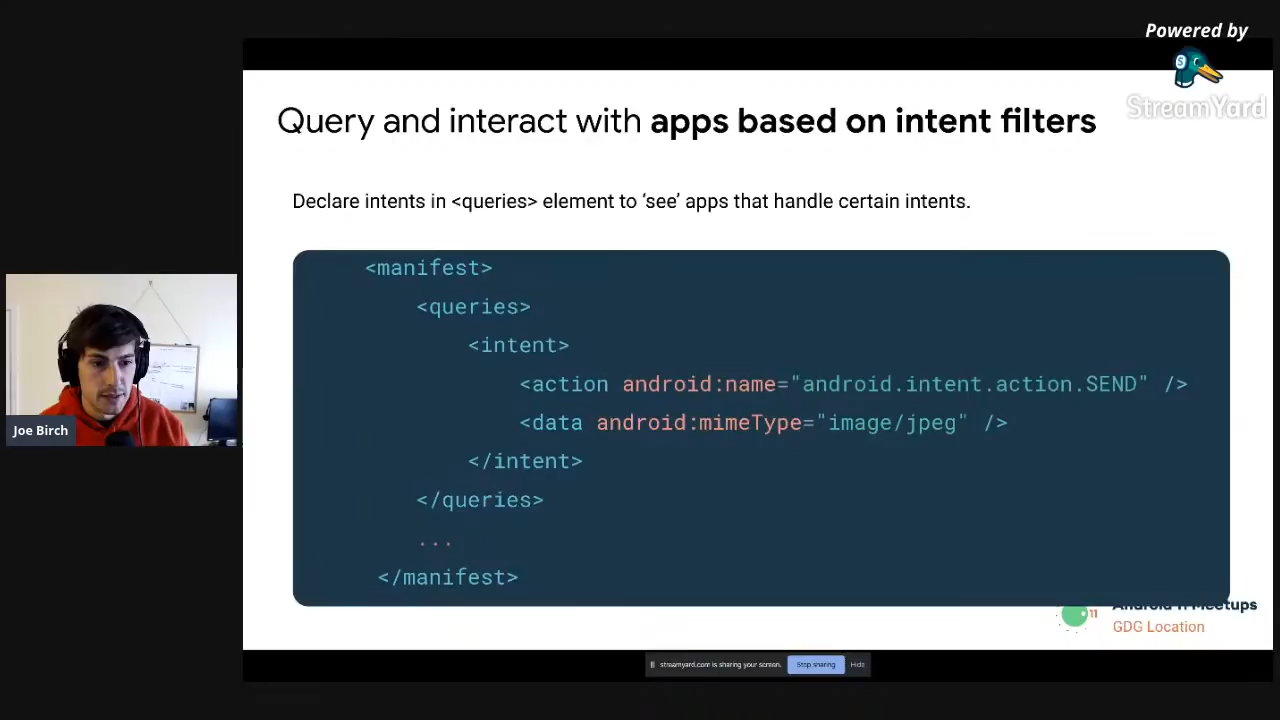 Powered by
StreamYard
Query and interact with apps based on intent filters
Declare intents in <queries> element to ‘see’ apps that handle certain intents.
<manifest>
<queries>
<intent>
<action android:name="android.intent.action.SEND" />
<data android:mimeType="image/jpeg" />
</intent>
</queries>
...
</manifest>
Joe Birch
11
Android 11 Meetups
GDG Location
streamyard.com is sharing your screen.
Stop sharing
Hide